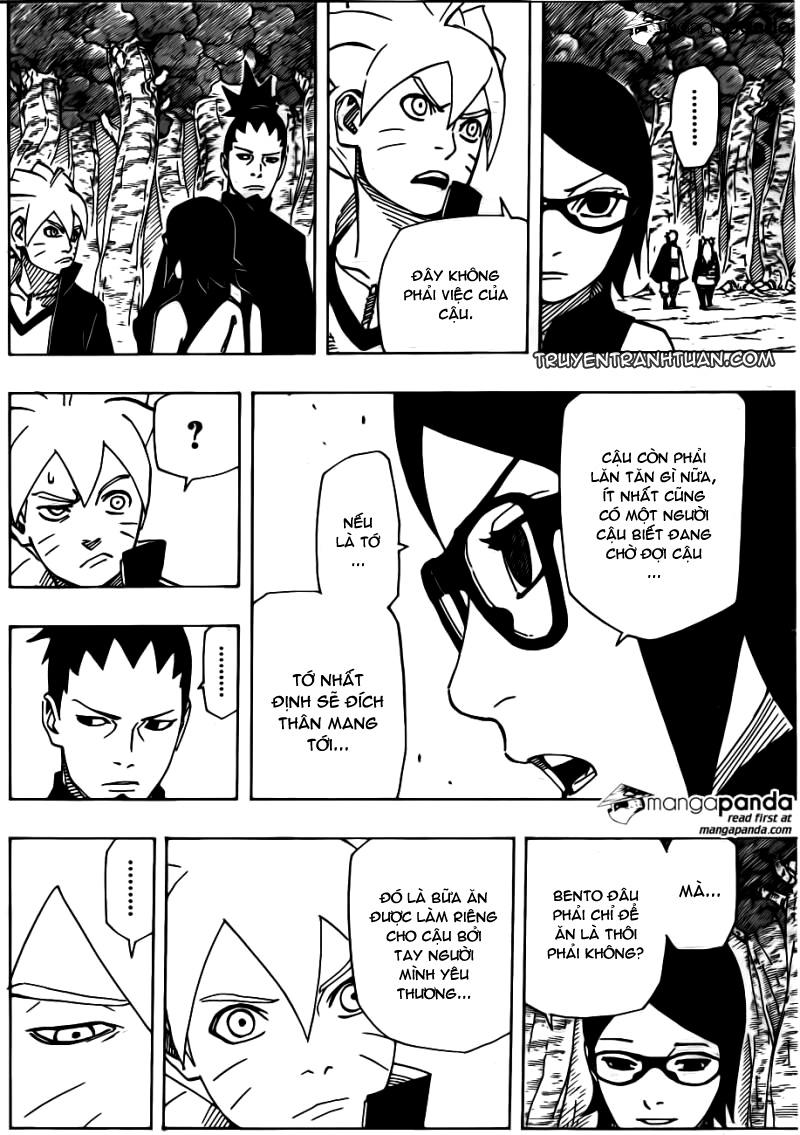 mangapanda
.........
ĐÂY KHÔNG
PHẢI VIỆC CỦA
CẬU.
TRUYENTRANHTUAN.COM
CẬU CÒN PHẢI
LĂN TĂN GÌ NỮA,
ÍT NHẤT CŨNG
CÓ MỘT NGƯỜI
CẬU BIẾT ĐANG
CHỜ ĐỢI CẬU
...
NẾU
LÀ TỚ
...
TỚ NHẤT
ĐỊNH SẼ ĐÍCH
THÂN MANG
TỚI...
?
.........
mangapanda
read first at
mangapanda.com
MÀ...
BENTO ĐÂU
PHẢI CHỈ ĐỂ
ĂN LÀ THÔI
PHẢI KHÔNG?
ĐÓ LÀ BỮA ĂN
ĐƯỢC LÀM RIÊNG
CHO CẬU BỞI
TAY NGƯỜI
MÌNH YÊU
THƯƠNG...
.........